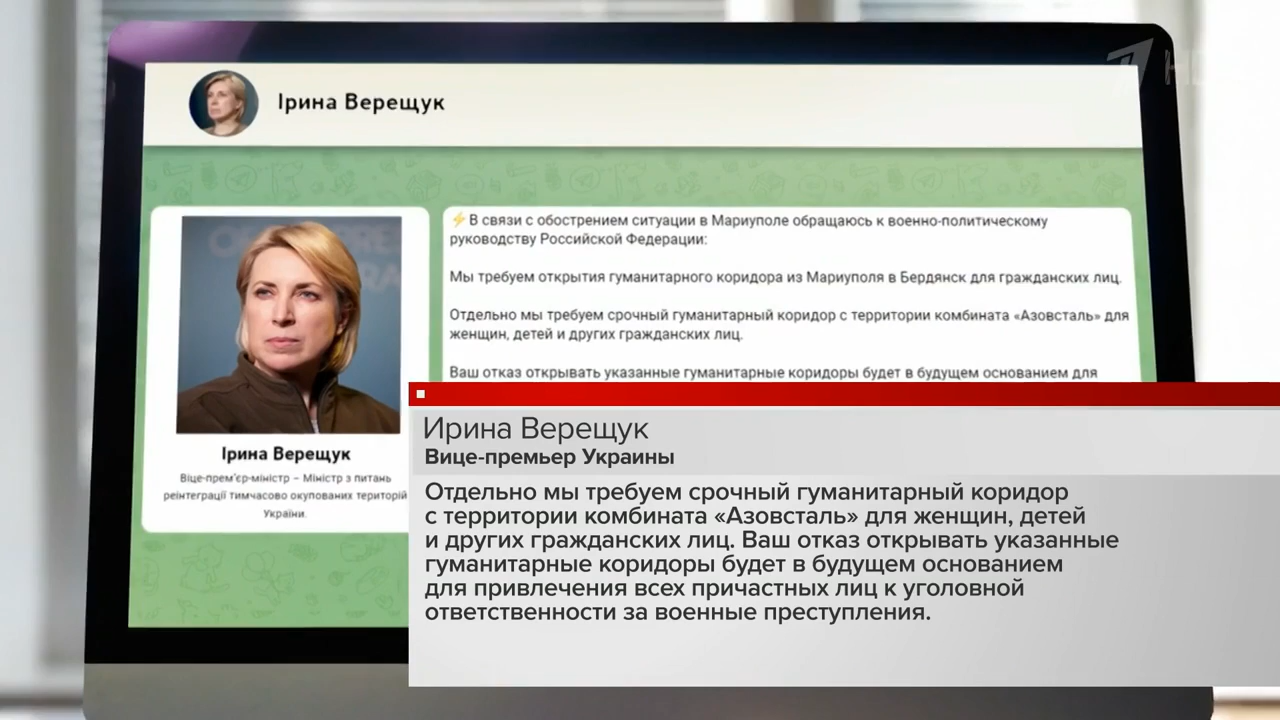 Ірина Верещук
⚡В связи с обострением ситуации в Мариуполе обращаюсь к военно-политическому
руководству Российской Федерации:
Мы требуем открытия гуманитарного коридора из Мариуполя в Бердянск для гражданских лиц.
Отдельно мы требуем срочный гуманитарный коридор с территории комбината «Азовсталь» для
женщин, детей и других гражданских лиц.
Ваш отказ открывать указанные гуманитарные коридоры будет в будущем основанием для
Ірина Верещук
Віце-прем'єр-міністр – Міністр з питань
реінтеграції тимчасово окупованих територій
України.
Ирина Верещук
Вице-премьер Украины
Отдельно мы требуем срочный гуманитарный коридор
с территории комбината «Азовсталь» для женщин, детей
и других гражданских лиц. Ваш отказ открывать указанные
гуманитарные коридоры будет в будущем основанием
для привлечения всех причастных лиц к уголовной
ответственности за военные преступления.